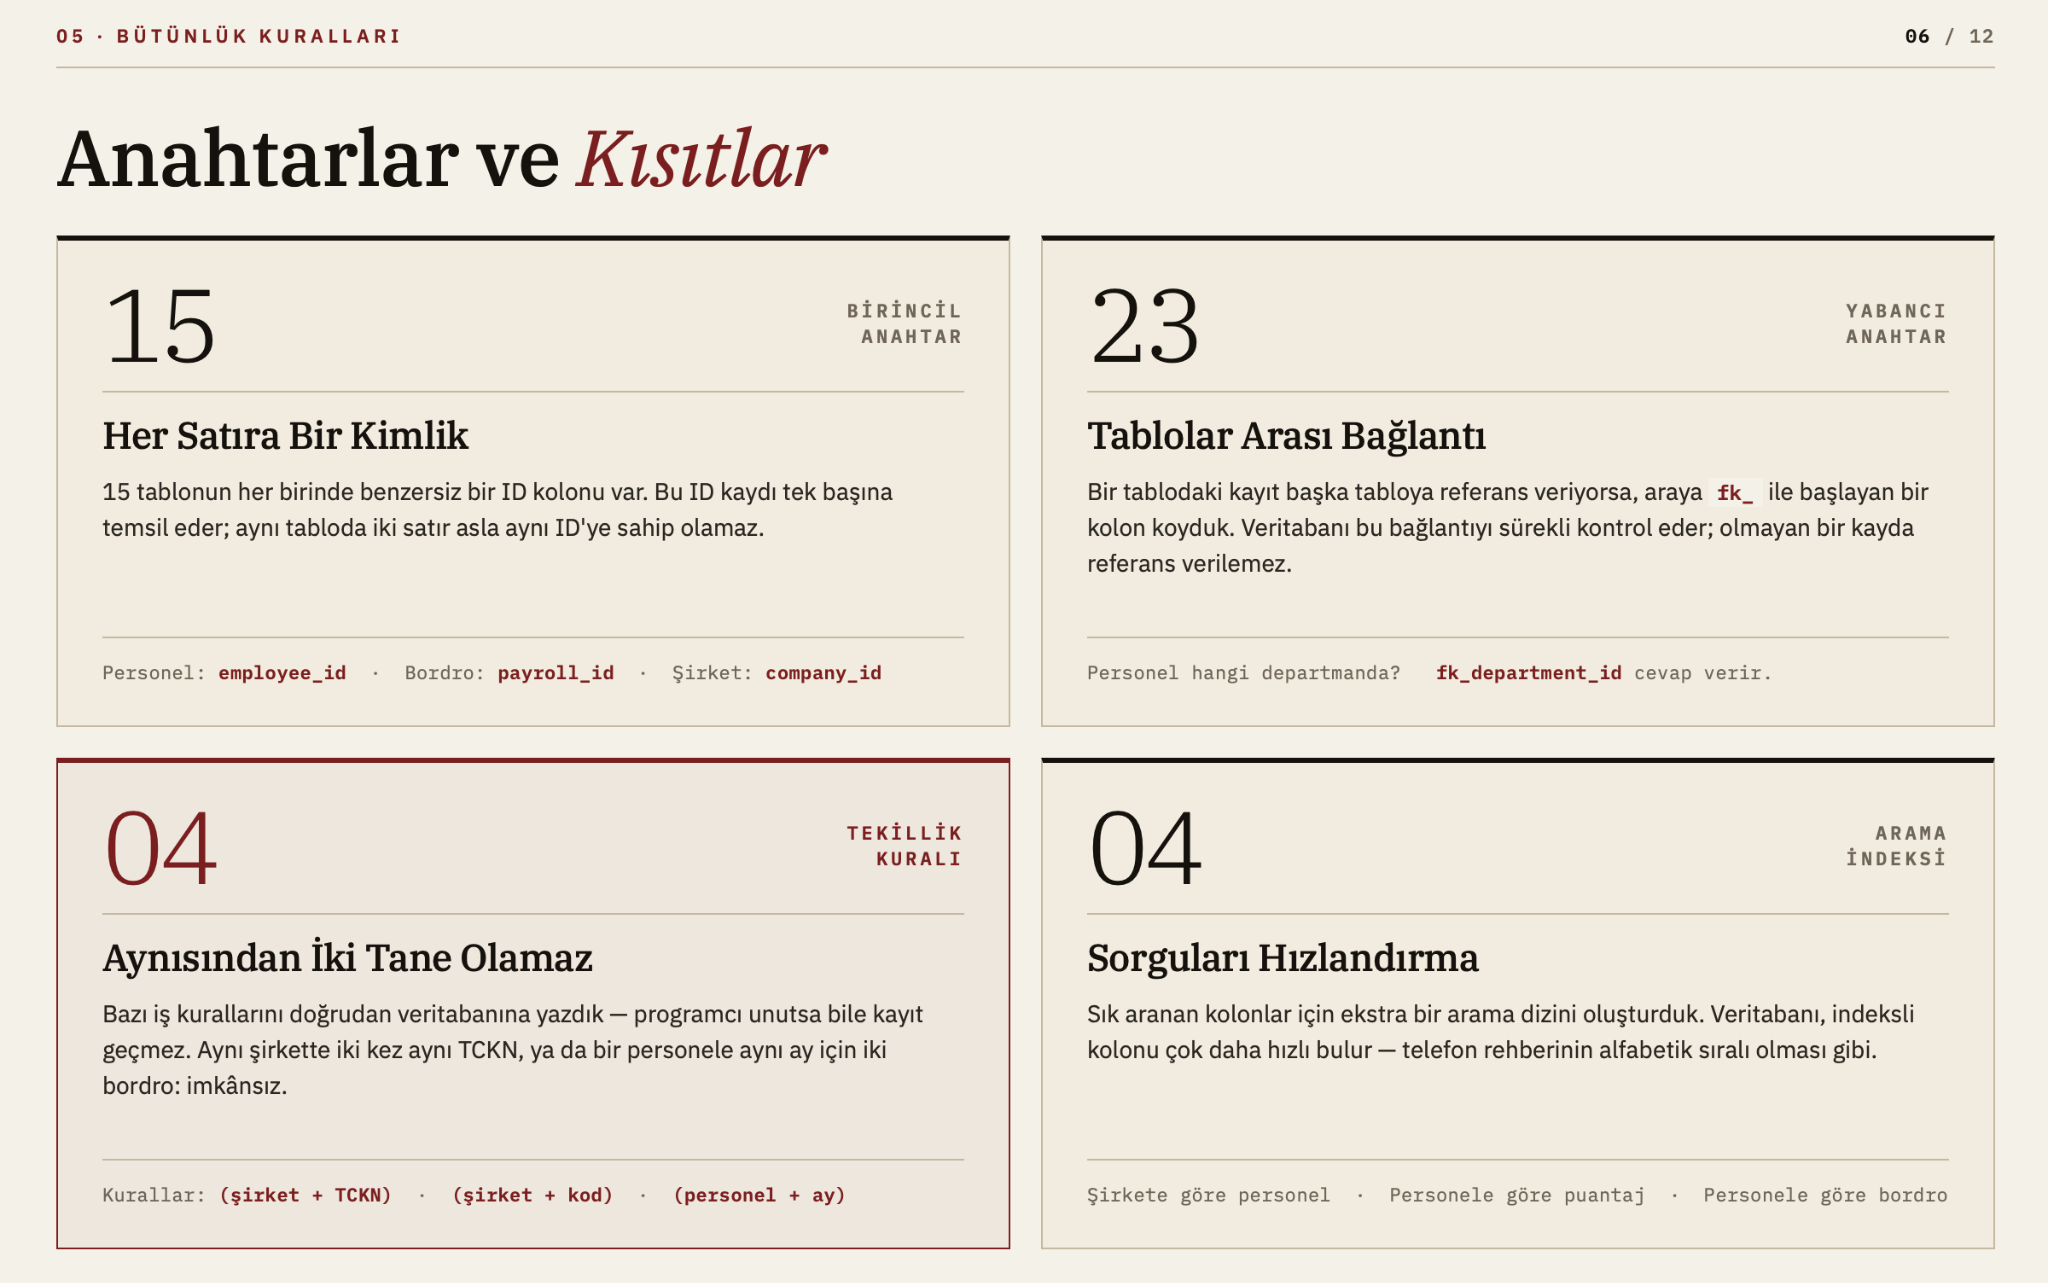 05 · BÜTÜNLÜK KURALLARI
06 / 12
Anahtarlar ve Kısıtlar
15
BİRİNCİL
ANAHTAR
Her Satıra Bir Kimlik
15 tablonun her birinde benzersiz bir ID kolonu var. Bu ID kaydı tek başına
temsil eder; aynı tabloda iki satır asla aynı ID'ye sahip olamaz.
Personel: employee_id · Bordro: payroll_id · Şirket: company_id
23
YABANCI
ANAHTAR
Tablolar Arası Bağlantı
Bir tablodaki kayıt başka tabloya referans veriyorsa, araya fk_ ile başlayan bir
kolon koyduk. Veritabanı bu bağlantıyı sürekli kontrol eder; olmayan bir kayda
referans verilemez.
Personel hangi departmanda? fk_department_id cevap verir.
04
TEKİLLİK
KURALI
Aynısından İki Tane Olamaz
Bazı iş kurallarını doğrudan veritabanına yazdık — programcı unutsa bile kayıt
geçmez. Aynı şirkette iki kez aynı TCKN, ya da bir personele aynı ay için iki
bordro: imkânsız.
Kurallar: (şirket + TCKN) · (şirket + kod) · (personel + ay)
04
ARAMA
İNDEKSİ
Sorguları Hızlandırma
Sık aranan kolonlar için ekstra bir arama dizini oluşturduk. Veritabanı, indeksli
kolonu çok daha hızlı bulur — telefon rehberinin alfabetik sıralı olması gibi.
Şirkete göre personel · Personele göre puantaj · Personele göre bordro